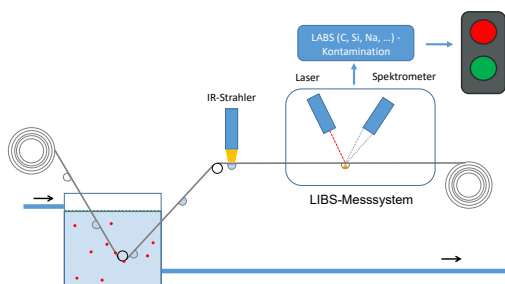 LABS (C, Si, Na, ...) -
Kontamination
Laser
Spektrometer
IR-Strahler
LIBS-Messsystem